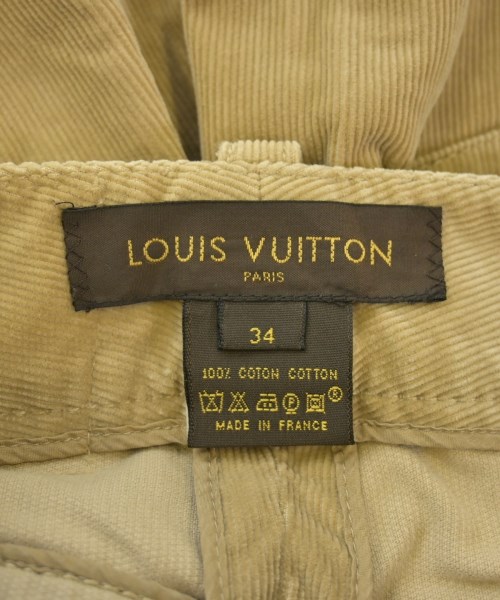 LOUIS VUITTON
PARIS
34
100% COTON COTTON
P ®
MADE IN FRANCE